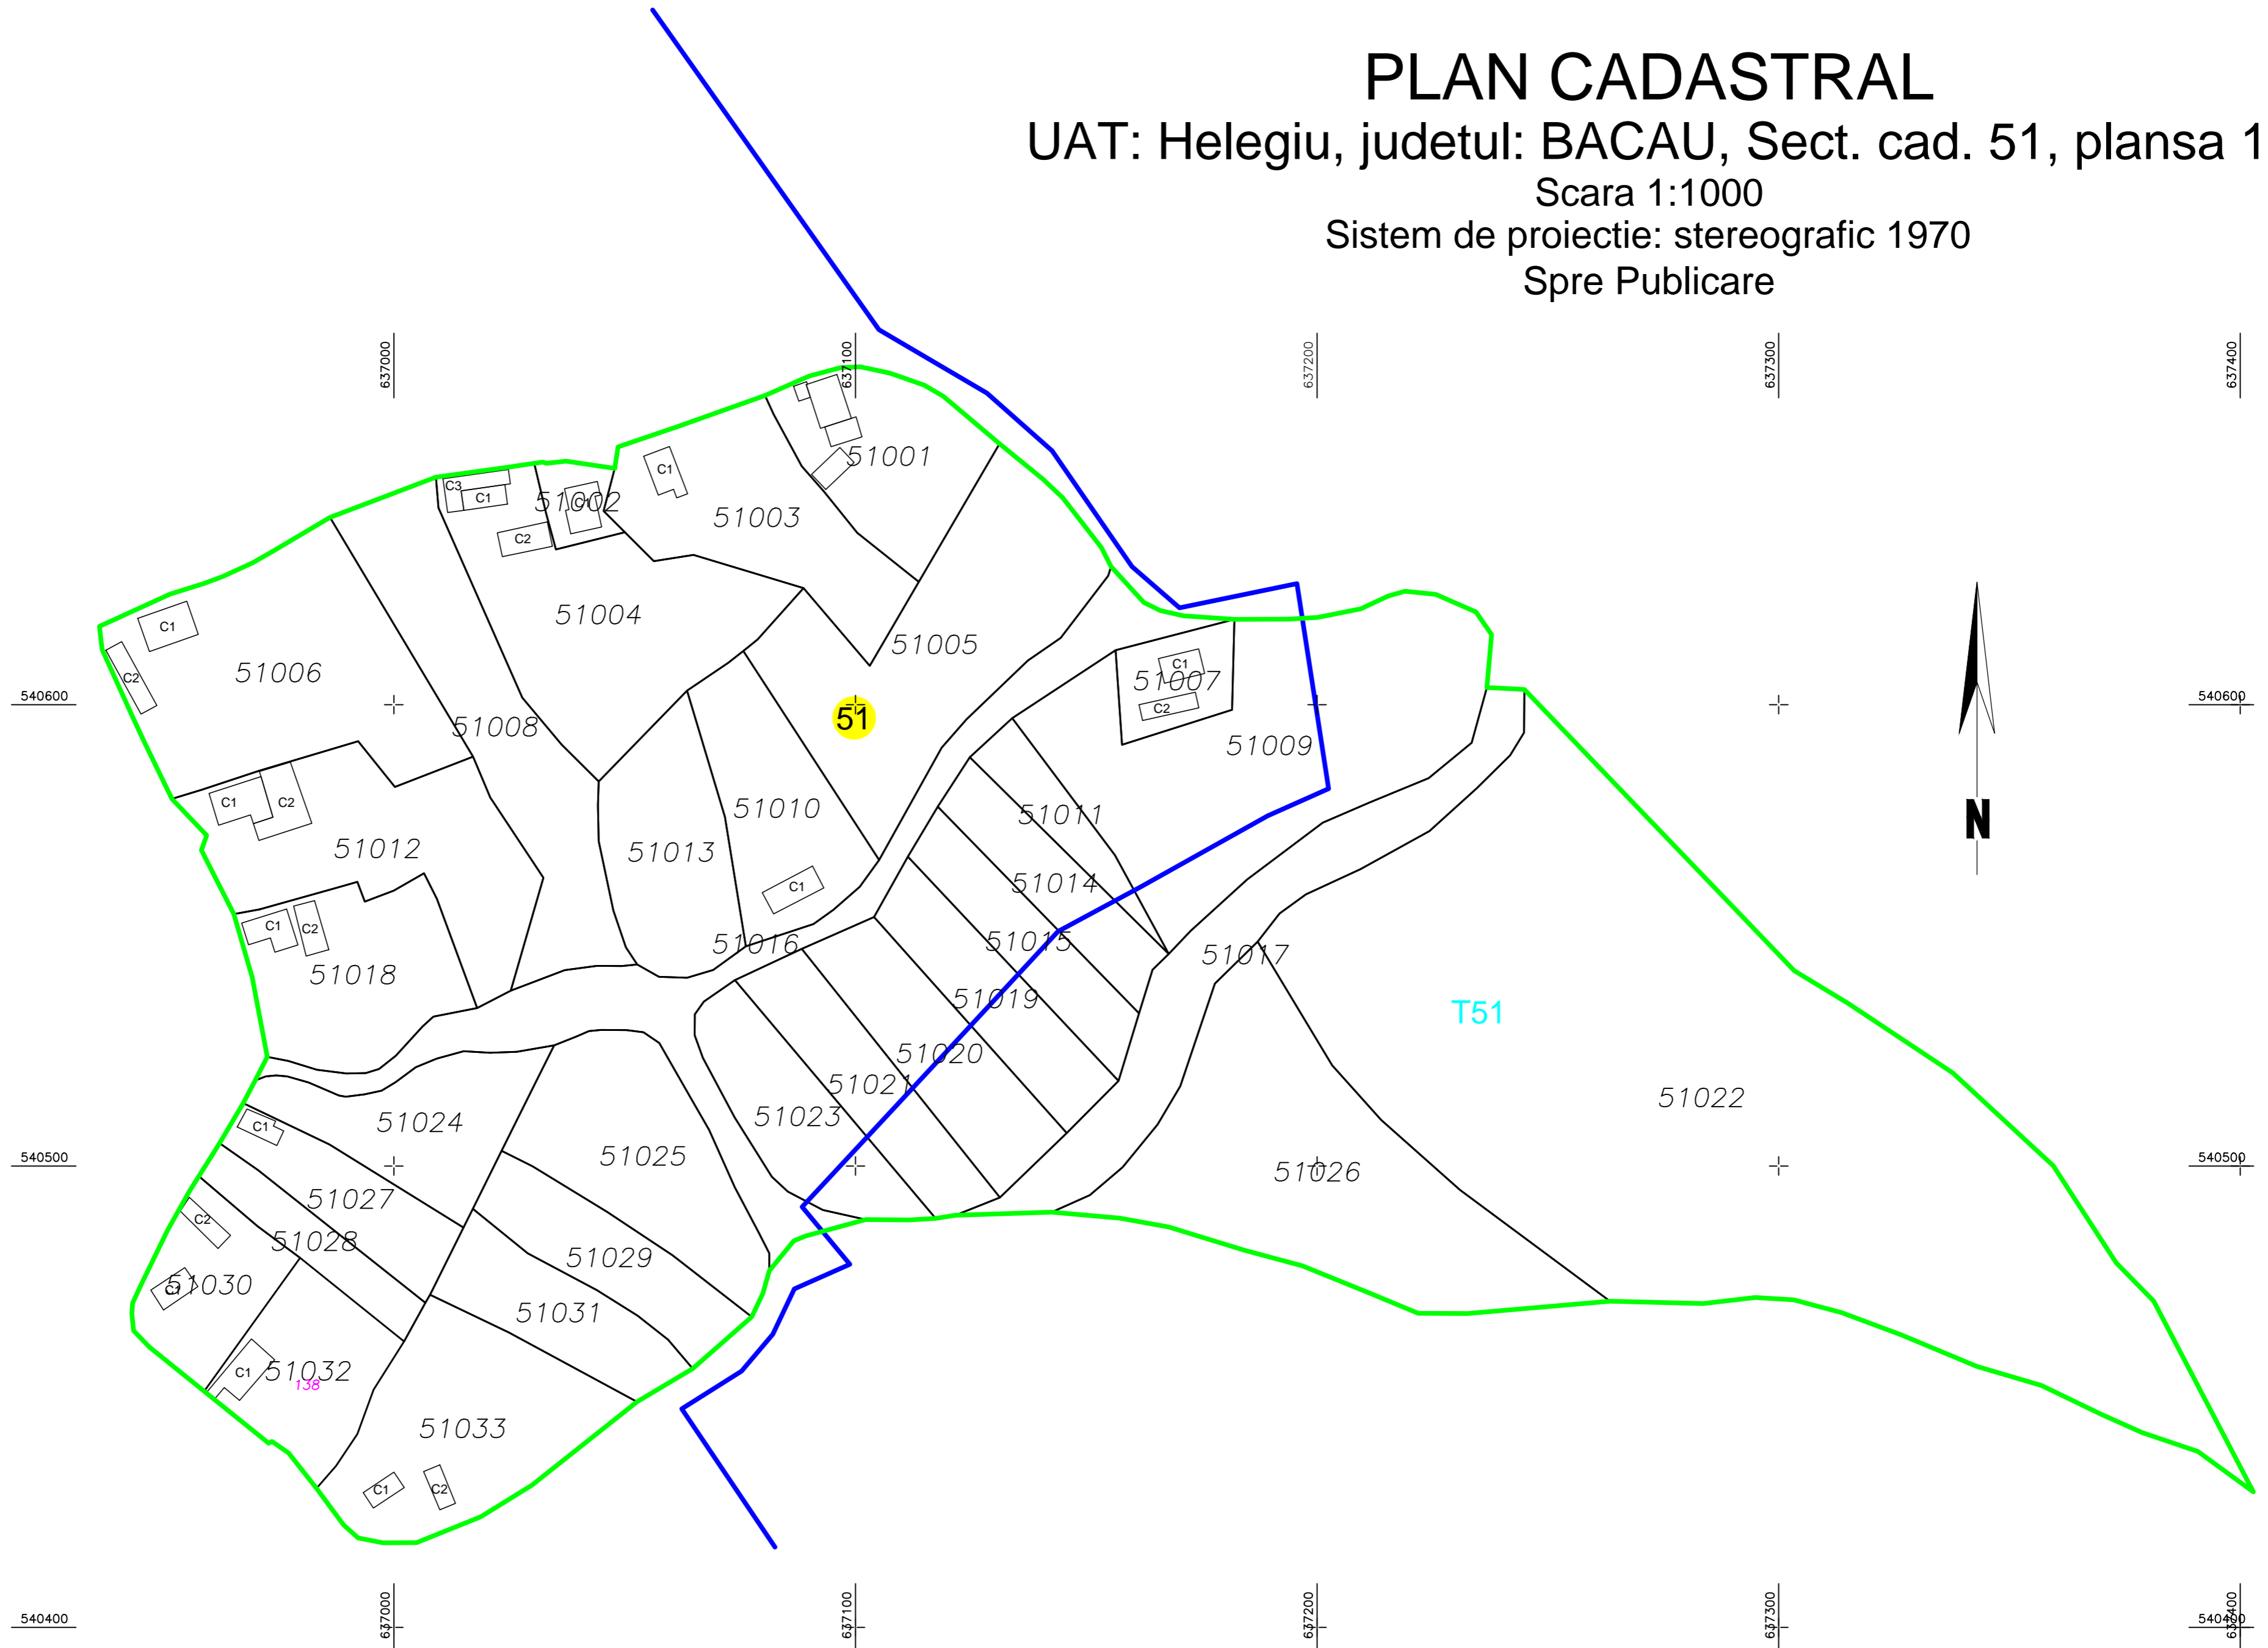 PLAN CADASTRAL
UAT: Helegiu, judetul: BACAU, Sect. cad. 51, plansa 1
Scara 1:1000
Sistem de proiectie: stereografic 1970
Spre Publicare
637000
637100
637200
637300
637400
51001
C3
C1
51002
C1
C1
51003
C2
51004
C1
51005
C2
51006
C1
51007
C2
540600
540600
51
51008
51009
C1
C2
51010
51011
N
51012
51013
C1
51014
C1
C2
51015
51016
51017
51018
51019
T51
51020
51021
51022
51023
51024
C1
51025
540500
540500
51026
51027
C2
51028
51029
51030
C1
51031
C1
51032
138
51033
C1
C2
540400
540400
637000
637100
637200
637300
637400